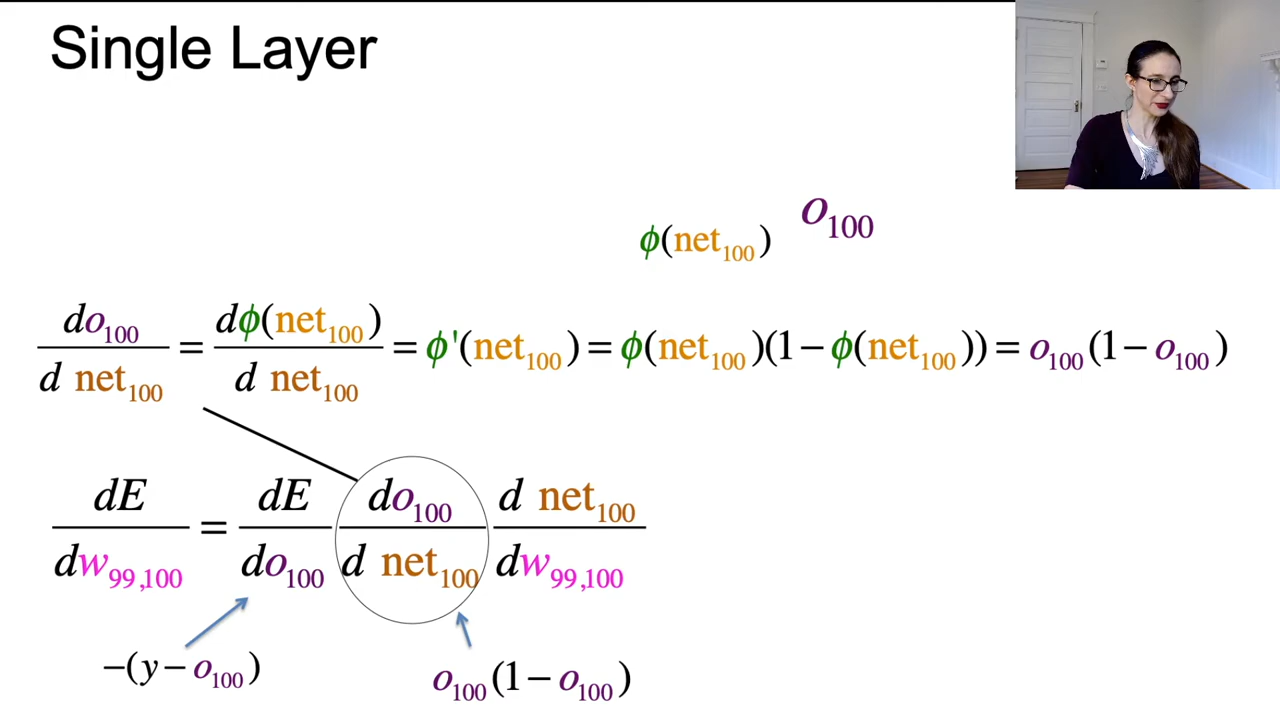 Single Layer
ϕ(net₁₀₀) o₁₀₀
do₁₀₀/d net₁₀₀ = dϕ(net₁₀₀)/d net₁₀₀ = ϕ'(net₁₀₀) = ϕ(net₁₀₀)(1−ϕ(net₁₀₀)) = o₁₀₀(1−o₁₀₀)
dE/dw₉₉,₁₀₀ = dE/do₁₀₀ do₁₀₀/d net₁₀₀ d net₁₀₀/dw₉₉,₁₀₀
−(y−o₁₀₀) o₁₀₀(1−o₁₀₀)